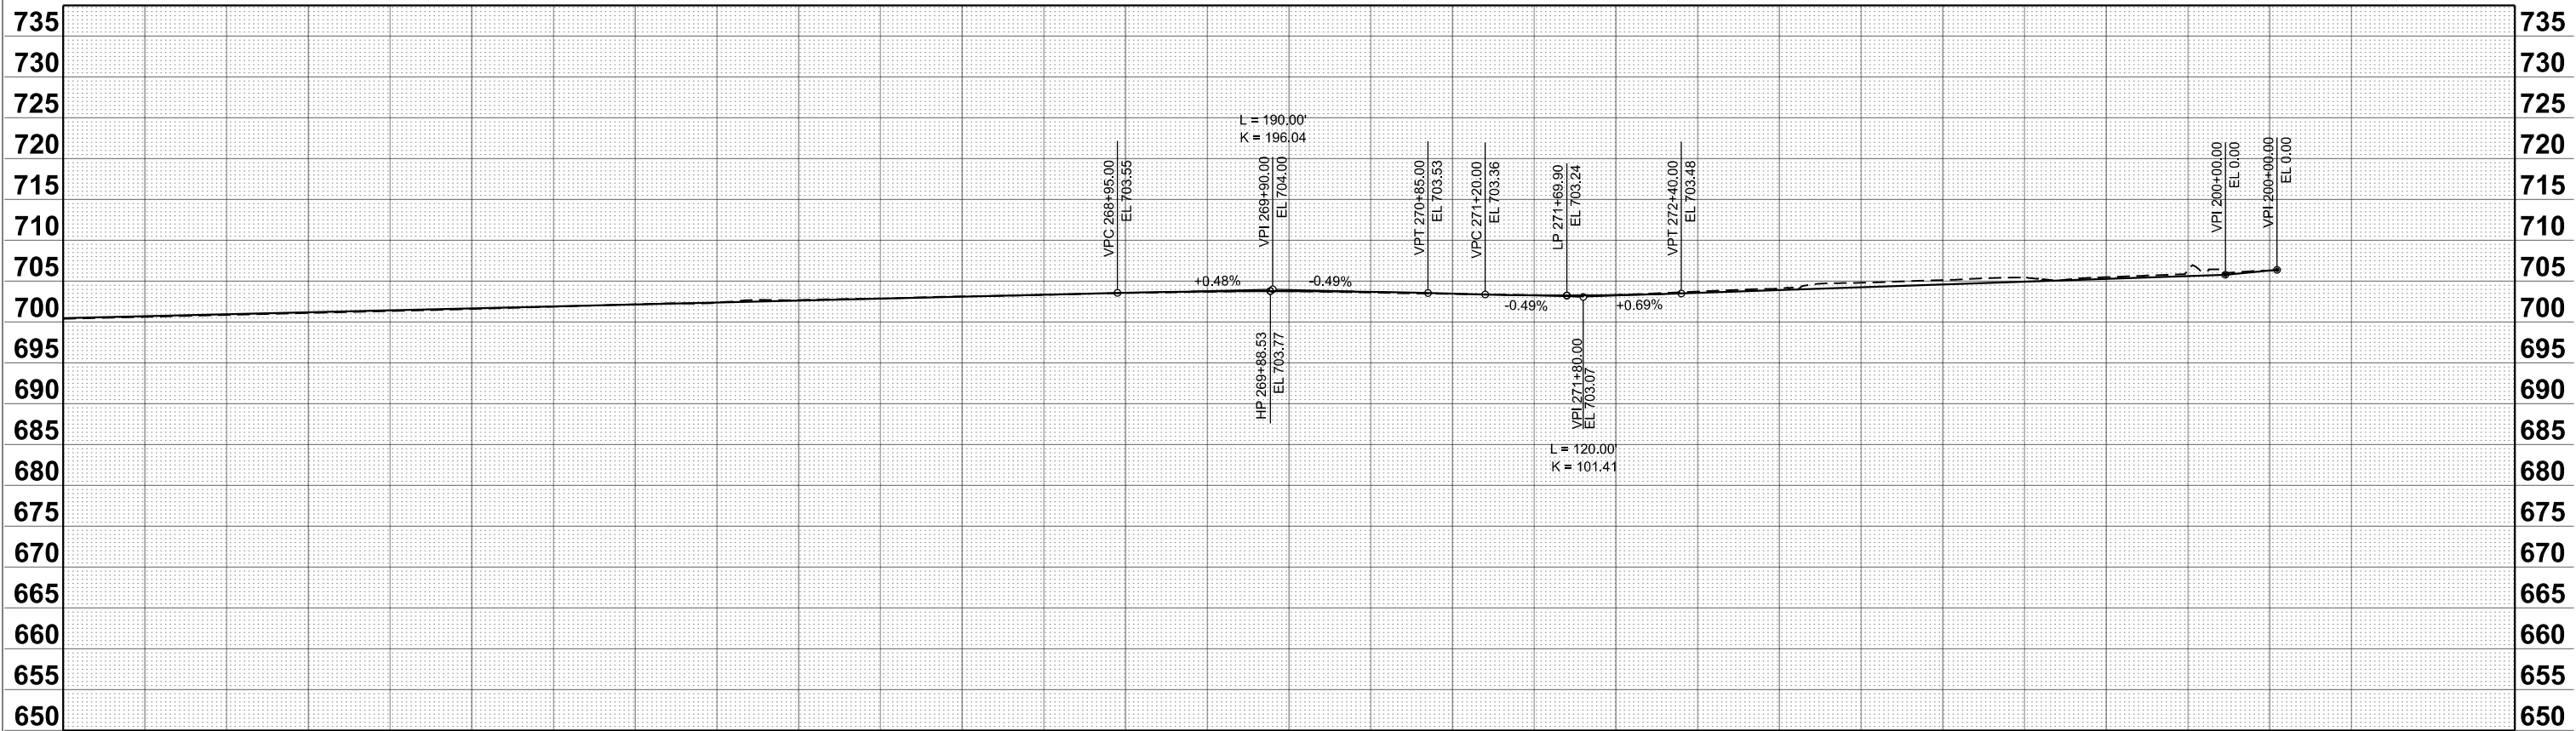 735
730
725
720
715
710
705
700
695
690
685
680
675
670
665
660
655
650
L = 190.00'
K = 196.04
VPC 268+95.00
EL 703.55
VPI 269+90.00
EL 704.00
VPT 270+85.00
EL 703.53
VPC 271+20.00
EL 703.36
LP 271+69.90
EL 703.24
VPT 272+40.00
EL 703.48
VPI 200+00.00
EL 0.00
VPI 200+00.00
EL 0.00
+0.48%
-0.49%
-0.49%
+0.69%
HP 269+88.53
EL 703.77
VPI 271+80.00
EL 703.07
L = 120.00'
K = 101.41
735
730
725
720
715
710
705
700
695
690
685
680
675
670
665
660
655
650